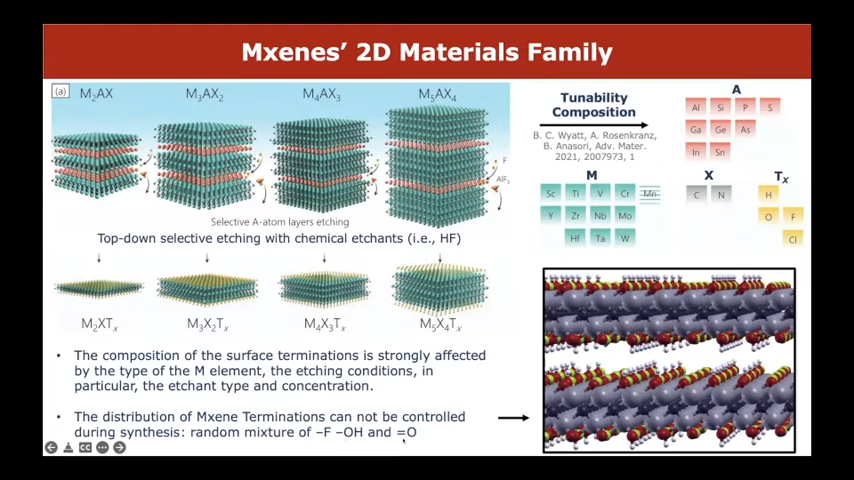 Mxenes' 2D Materials Family
(a)
M₂AX
M₃AX₂
M₄AX₃
M₅AX₄
F
AlF₃
Selective A-atom layers etching
Top-down selective etching with chemical etchants (i.e., HF)
M₂XTₓ
M₃X₂Tₓ
M₄X₃Tₓ
M₅X₄Tₓ
• The composition of the surface terminations is strongly affected
by the type of the M element, the etching conditions, in
particular, the etchant type and concentration.
• The distribution of Mxene Terminations can not be controlled
during synthesis: random mixture of –F –OH and =O
Tunability
Composition
B. C. Wyatt, A. Rosenkranz,
B. Anasori, Adv. Mater.
2021, 2007973, 1
A
Al Si P S
Ga Ge As
In Sn
M
Sc Ti V Cr Mn
Y Zr Nb Mo
Hf Ta W
X
C N
Tₓ
H
O F
Cl
CC